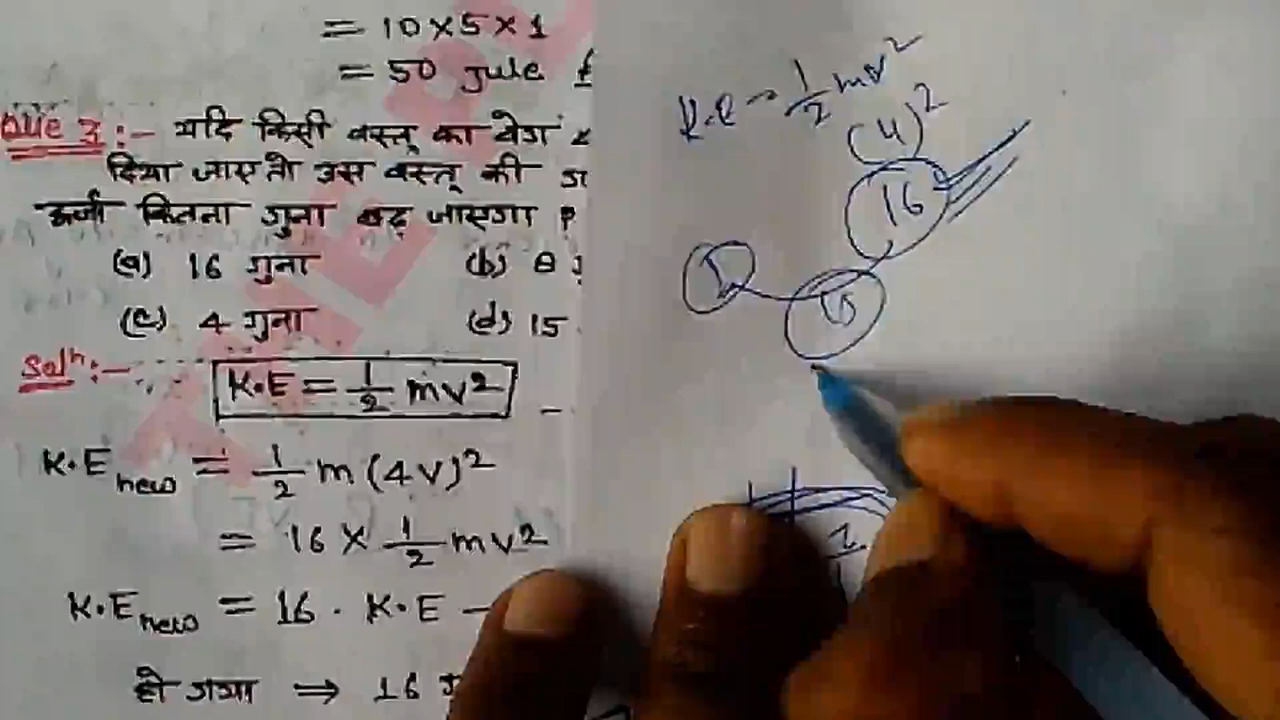 = 10×5×1
= 50 Jule
Que 3:- यदि किसी वस्तु का वेग
दिया जाए तो उस वस्तु की
ऊर्जा कितना गुना बढ़ जाएगा ?
(a) 16 गुना (b) 8
(c) 4 गुना (d) 15
Solⁿ:-
K.E = 1/2 mv²
K.E new = 1/2 m(4v)²
= 16 × 1/2 mv²
K.E new = 16 . K.E -
हो गया ⇒ 16
K.E → 1/2 mv²
(4)²
16
15